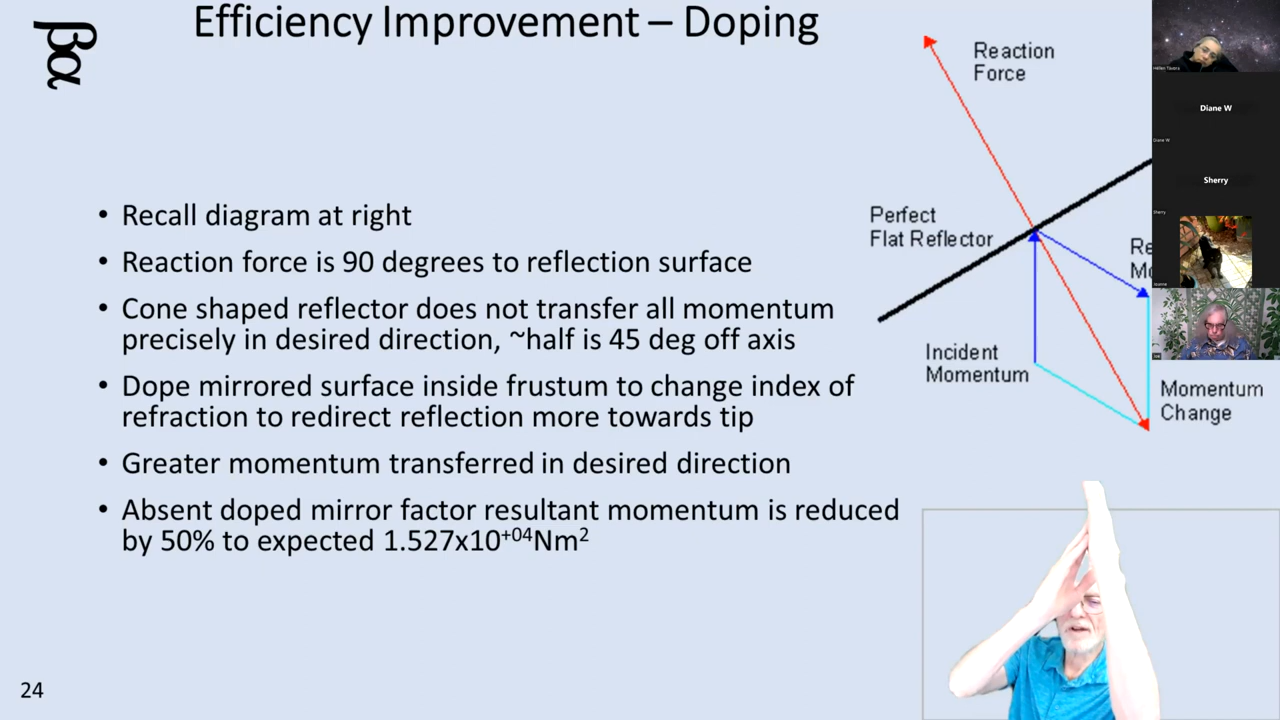 βα
Efficiency Improvement – Doping
Reaction
Force
Perfect
Flat Reflector
Incident
Momentum
Momentum
Change
• Recall diagram at right
• Reaction force is 90 degrees to reflection surface
• Cone shaped reflector does not transfer all momentum
precisely in desired direction, ~half is 45 deg off axis
• Dope mirrored surface inside frustum to change index of
refraction to redirect reflection more towards tip
• Greater momentum transferred in desired direction
• Absent doped mirror factor resultant momentum is reduced
by 50% to expected 1.527x10⁺⁰⁴Nm²
24
Diane W
Diane W
Sherry
Sherry